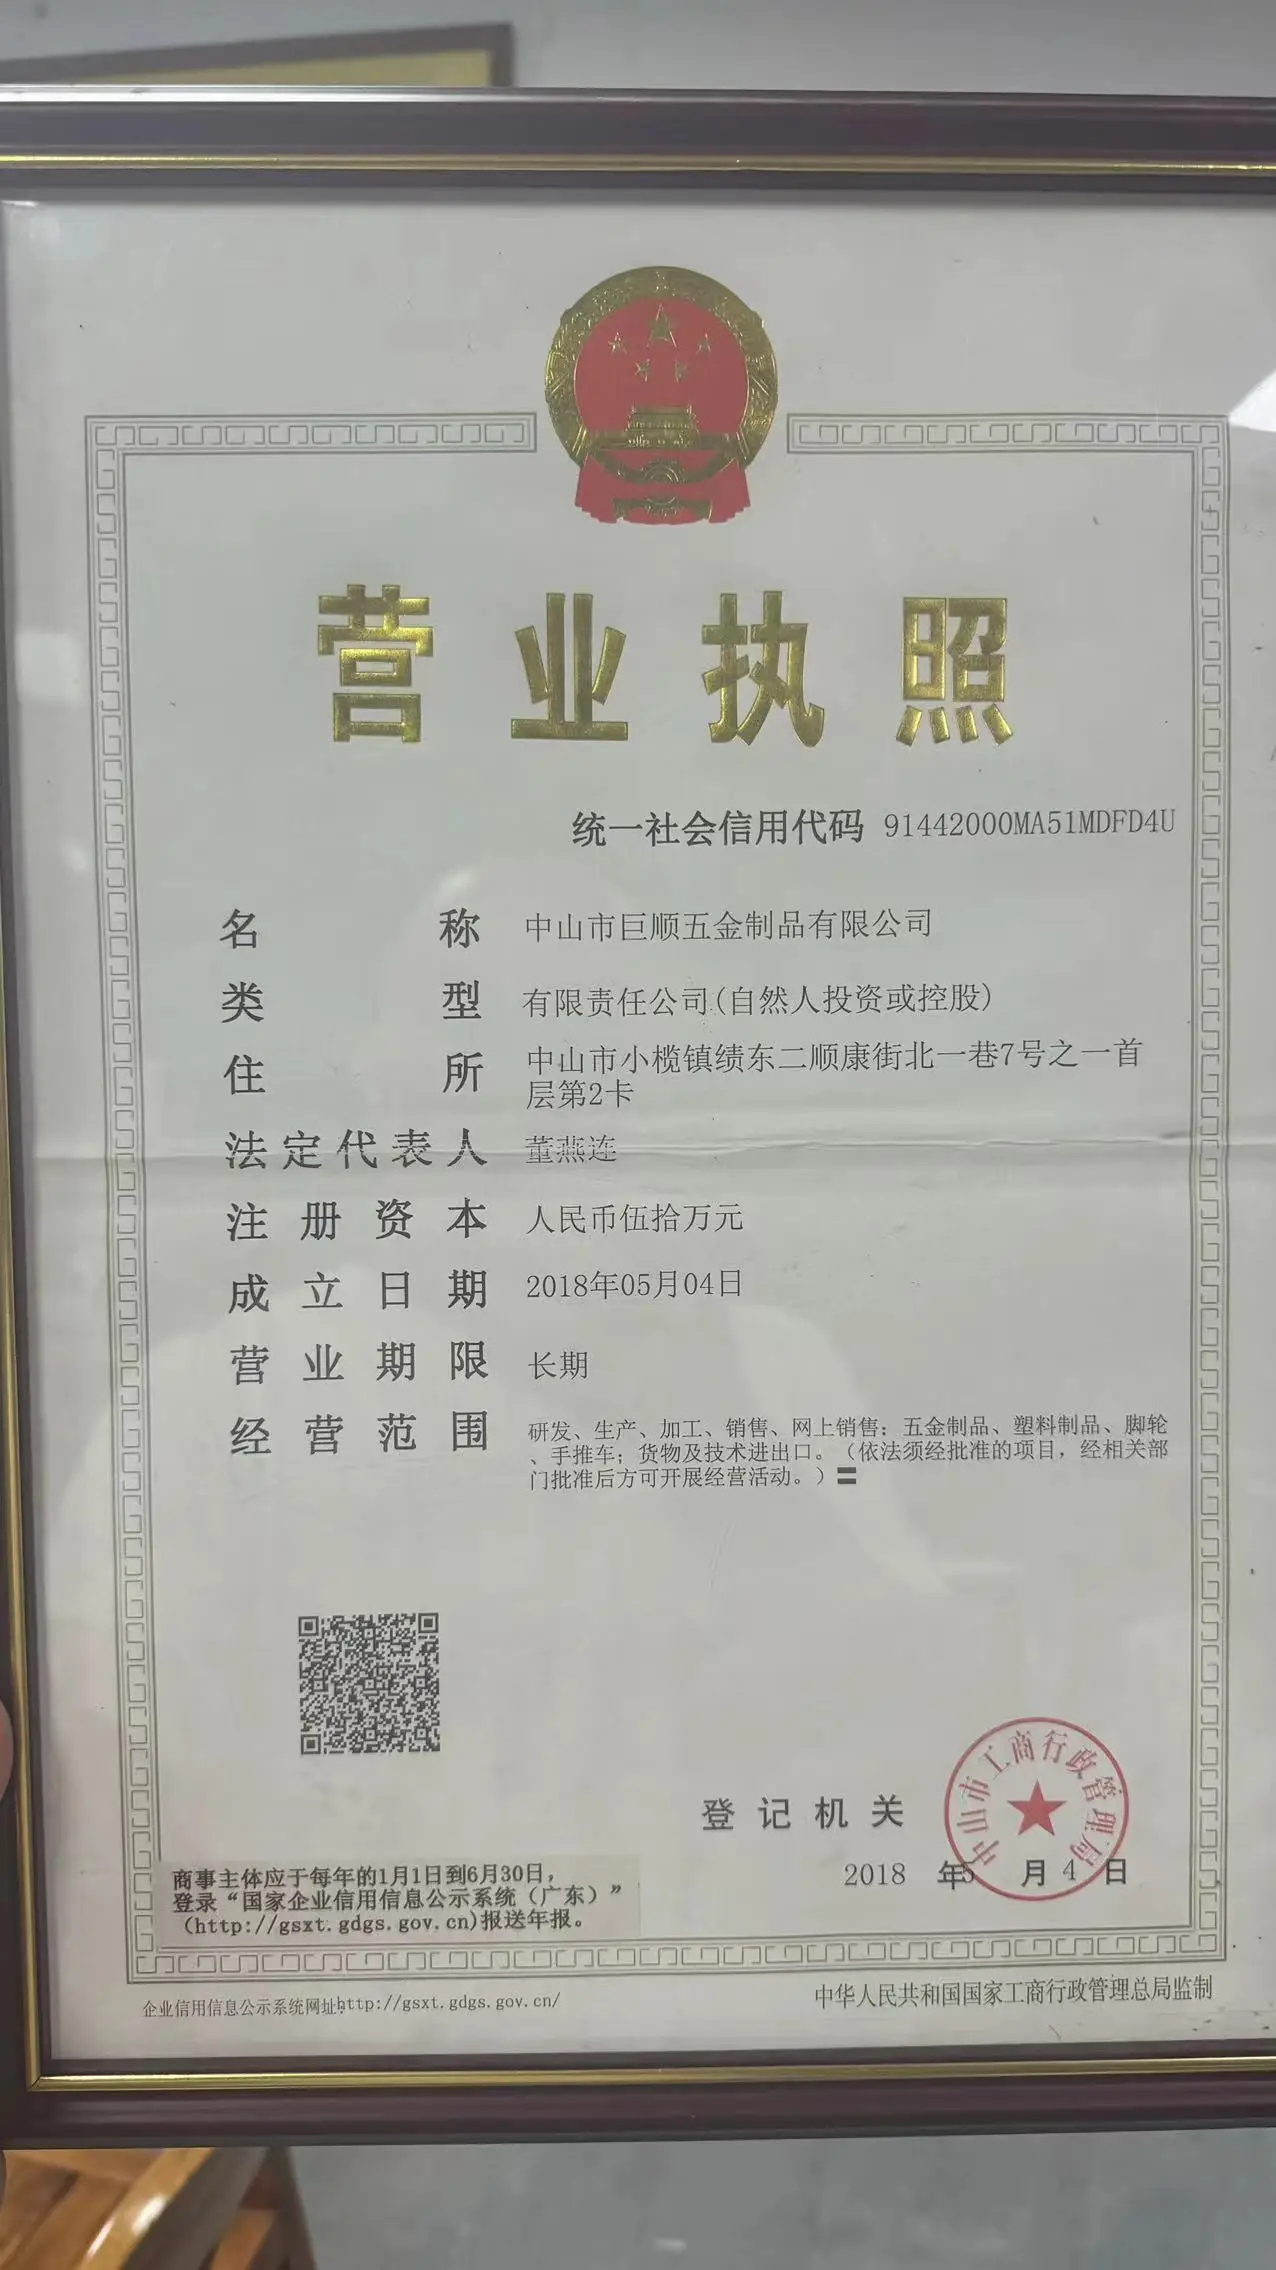 营业执照
统一社会信用代码 91442000MA51MDFD4U
名称 中山市巨顺五金制品有限公司
类型 有限责任公司(自然人投资或控股)
住所 中山市小榄镇绩东二顺康街北一巷7号之一首
层第2卡
法定代表人 董燕连
注册资本 人民币伍拾万元
成立日期 2018年05月04日
营业期限 长期
经营范围 研发、生产、加工、销售、网上销售：五金制品、塑料制品、脚轮
、手推车；货物及技术进出口。（依法须经批准的项目，经相关部
门批准后方可开展经营活动。）〓
中山市工商行政管理局
登记机关
2018 年5 月4 日
商事主体应于每年的1月1日到6月30日，
登录“国家企业信用信息公示系统（广东）”
(http://gsxt.gdgs.gov.cn)报送年报。
企业信用信息公示系统网址:http://gsxt.gdgs.gov.cn/
中华人民共和国国家工商行政管理总局监制